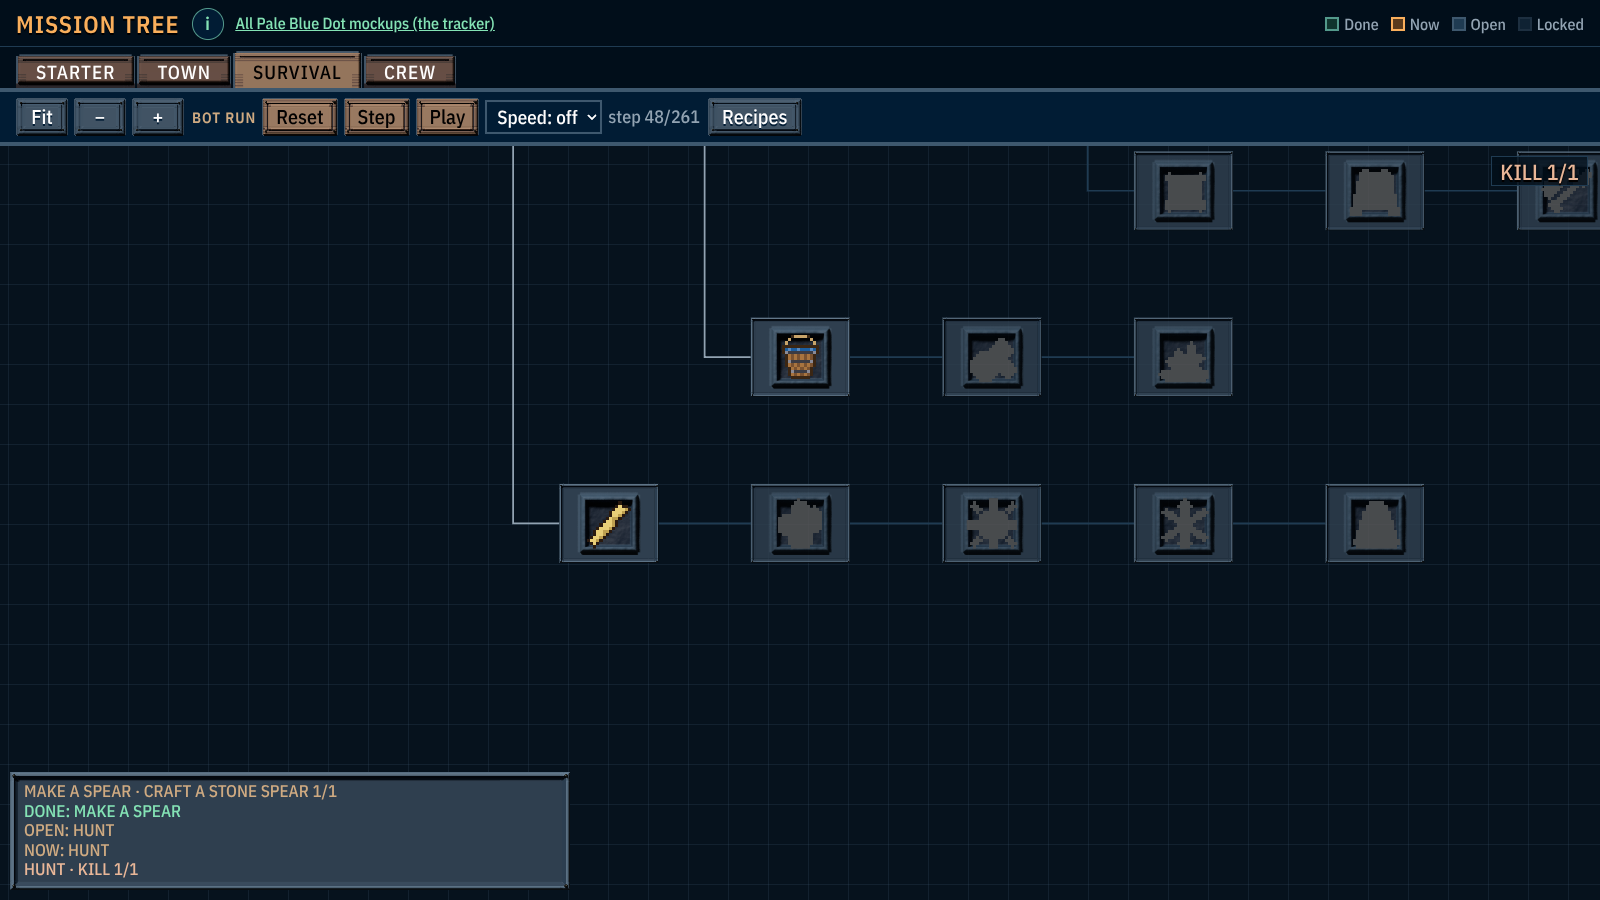 MISSION TREE
i
All Pale Blue Dot mockups (the tracker)
Done
Now
Open
Locked
STARTER
TOWN
SURVIVAL
CREW
Fit
–
+
BOT RUN
Reset
Step
Play
Speed: off
step 48/261
Recipes
KILL 1/1
MAKE A SPEAR · CRAFT A STONE SPEAR 1/1
DONE: MAKE A SPEAR
OPEN: HUNT
NOW: HUNT
HUNT · KILL 1/1